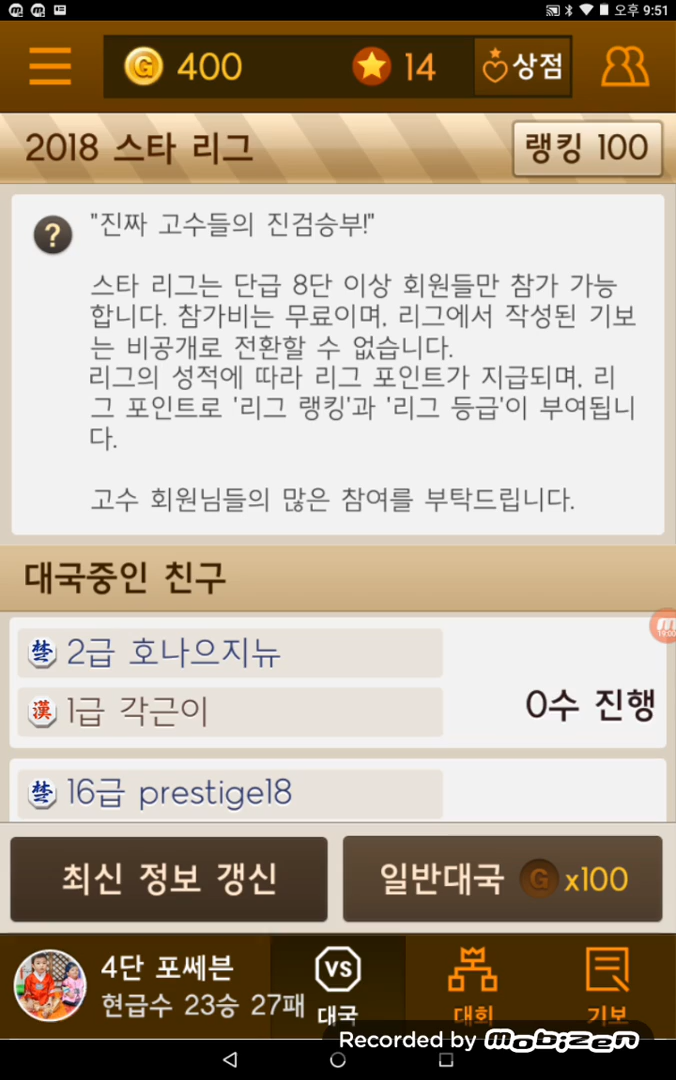 오후 9:51
G 400
14
상점
2018 스타 리그
랭킹 100
?
"진짜 고수들의 진검승부!"
스타 리그는 단급 8단 이상 회원들만 참가 가능
합니다. 참가비는 무료이며, 리그에서 작성된 기보
는 비공개로 전환할 수 없습니다.
리그의 성적에 따라 리그 포인트가 지급되며, 리
그 포인트로 '리그 랭킹'과 '리그 등급'이 부여됩니
다.
고수 회원님들의 많은 참여를 부탁드립니다.
대국중인 친구
楚 2급 호나으지뉴
漢 1급 각근이
0수 진행
19:00
楚 16급 prestige18
최신 정보 갱신
일반대국 G x100
4단 포쎄븐
현급수 23승 27패
VS
대국
대회
기보
Recorded by mobizen